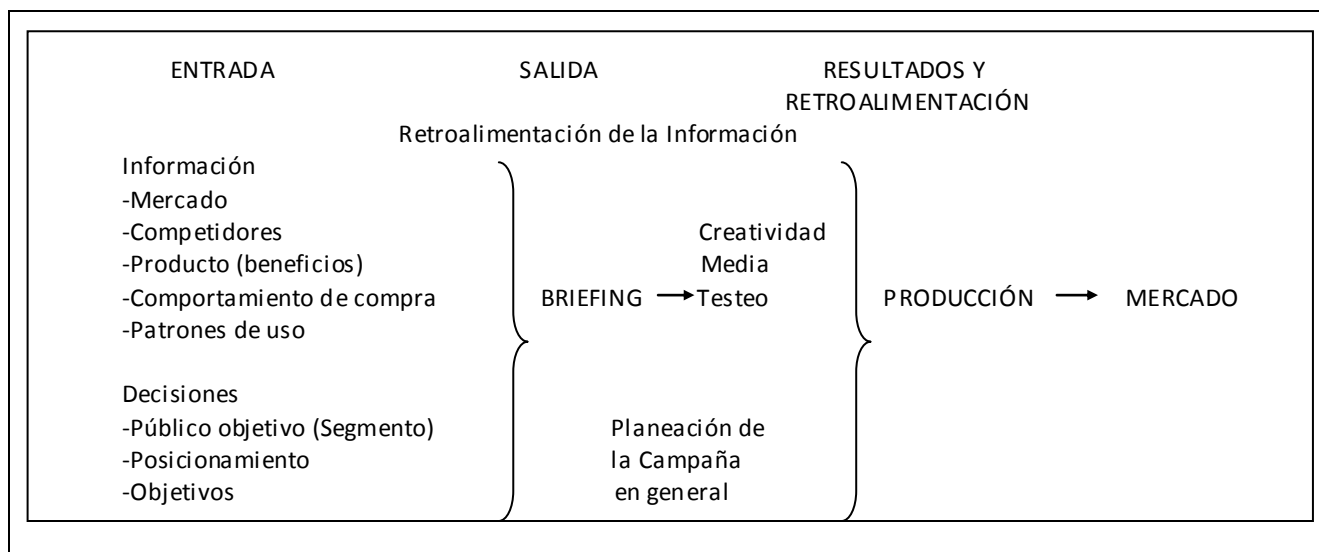 ENTRADA SALIDA RESULTADOS Y
RETROALIMENTACIÓN
Retroalimentación de la Información
Información
-Mercado
-Competidores Creatividad
-Producto (beneficios) Media
-Comportamiento de compra BRIEFING → Testeo PRODUCCIÓN → MERCADO
-Patrones de uso
Decisiones
-Público objetivo (Segmento) Planeación de
-Posicionamiento la Campaña
-Objetivos en general